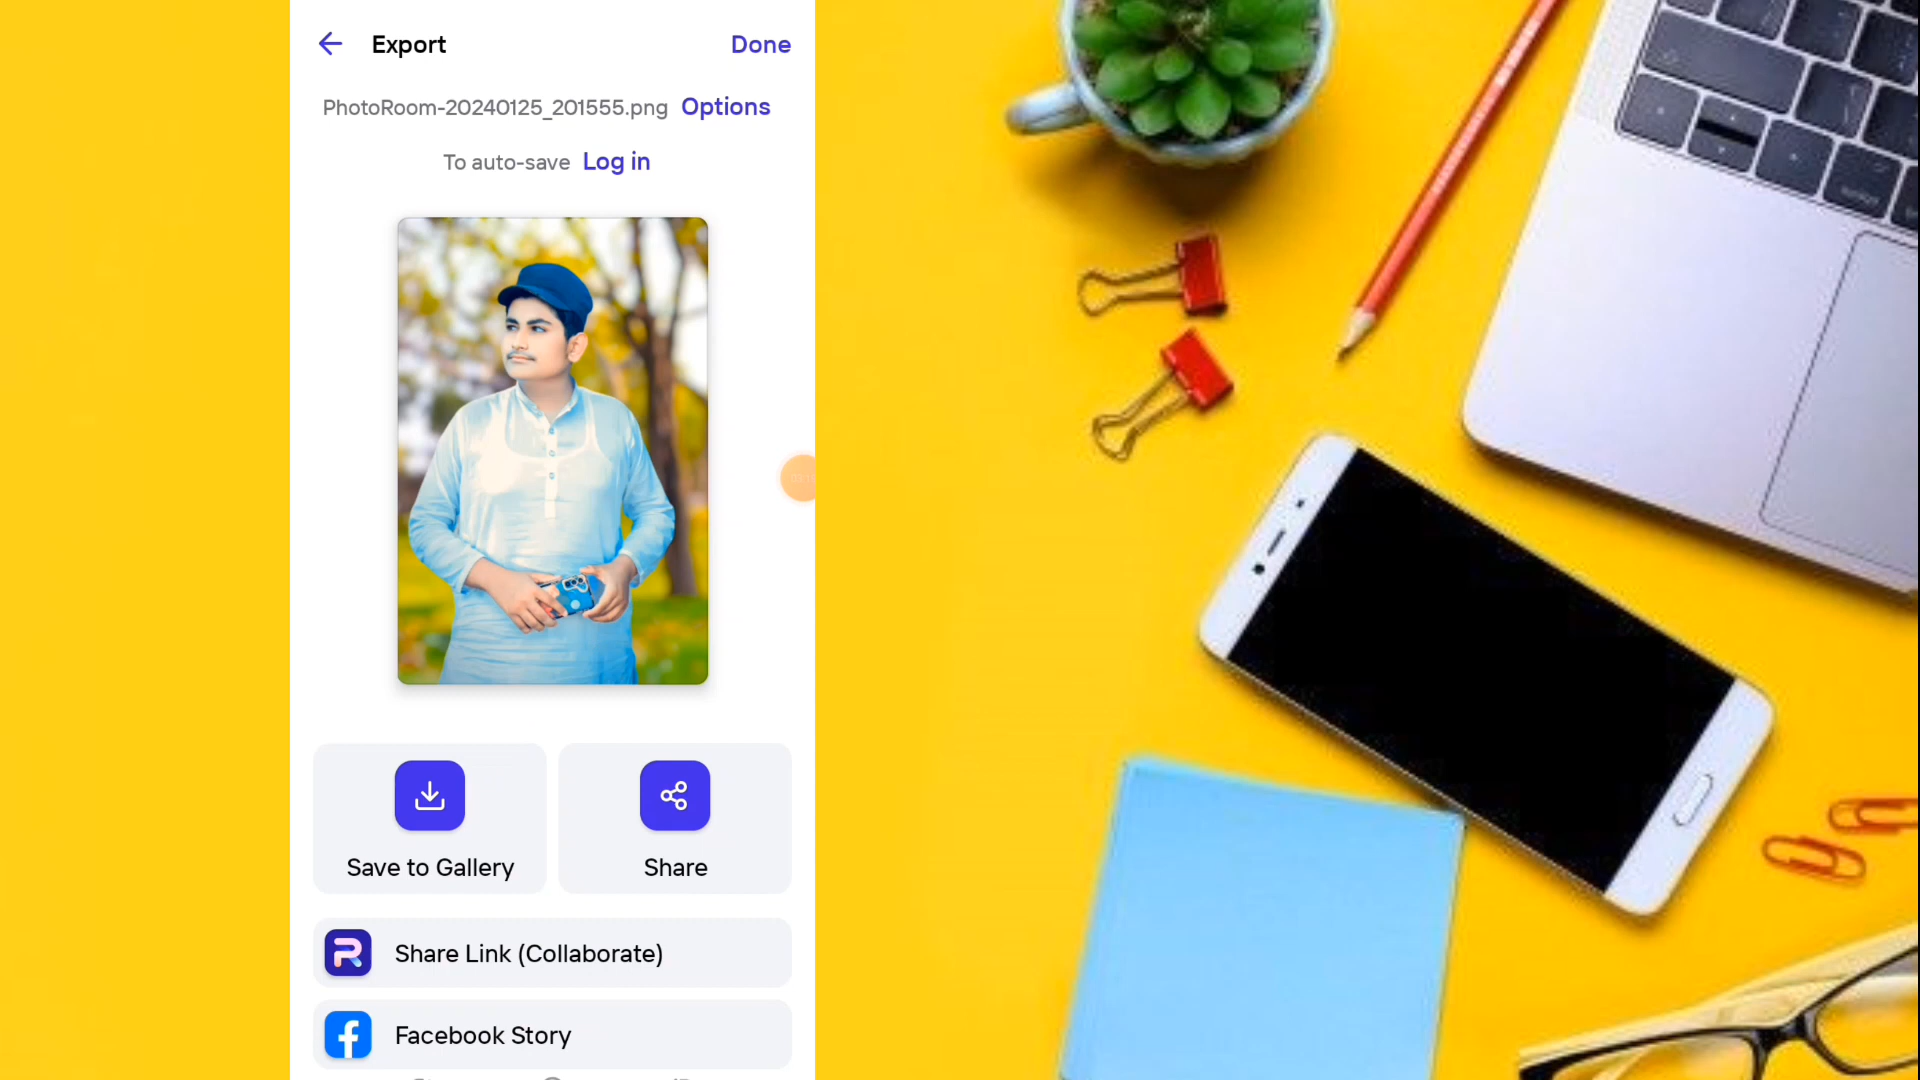 Export
Done
PhotoRoom-20240125_201555.png Options
To auto-save Log in
Save to Gallery
Share
Share Link (Collaborate)
Facebook Story